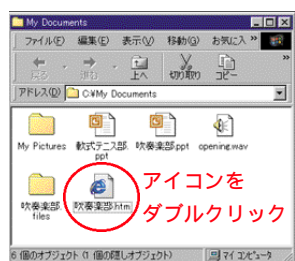 My Documents
ファイル(F) 編集(E) 表示(V) 移動(G) お気に入 »
戻る 進む 上へ 切り取り コピー »
アドレス(D) C:¥My Documents
My Pictures 軟式テニス部.ppt 吹奏楽部.ppt opening.wav
吹奏楽部.files 吹奏楽部.htm
アイコンを
ダブルクリック
6 個のオブジェクト (1 個の隠しオブジェクト) マイ コンピュータ